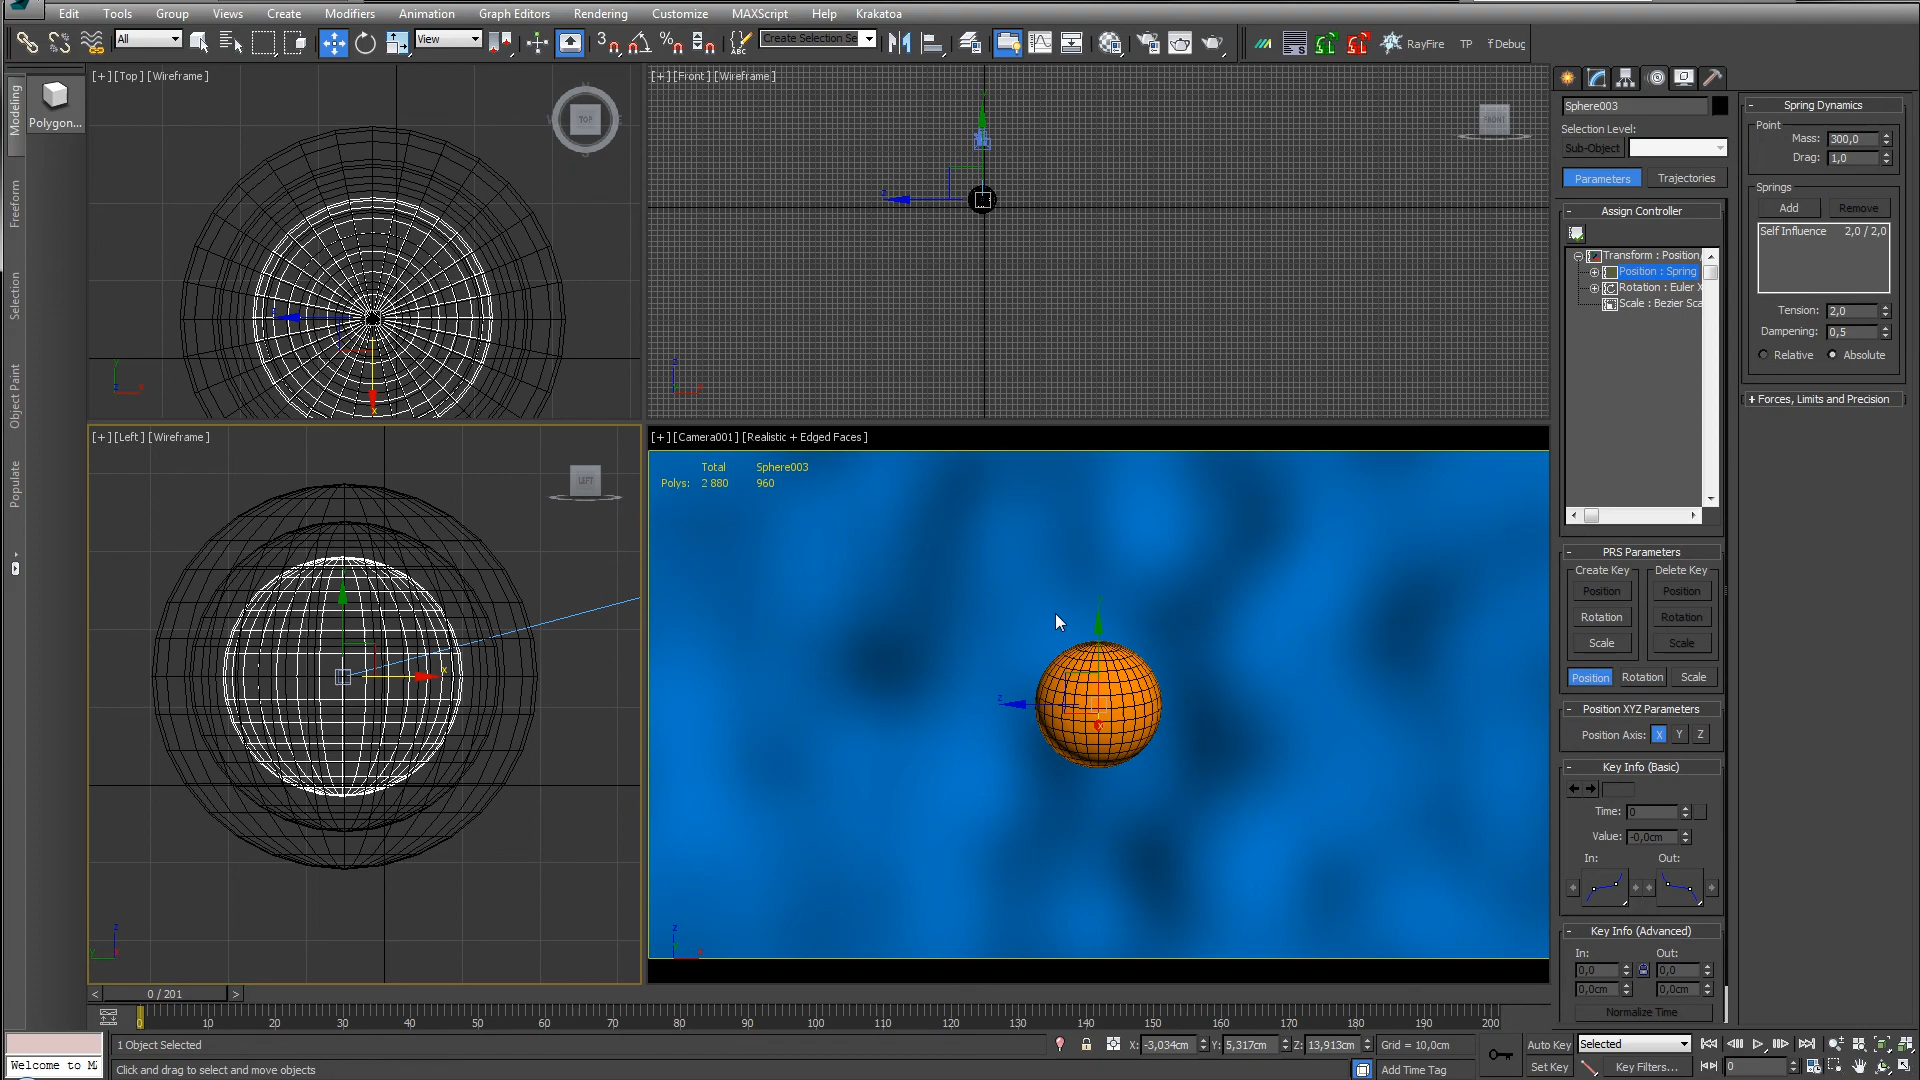 Edit Tools Group Views Create Modifiers Animation Graph Editors Rendering Customize MAXScript Help Krakatoa
All View 3 Create Selection Se RayFire TP fDebug
Modeling
Freeform
Selection
Object Paint
Populate
Polygon...
[+] [Top] [Wireframe]
TOP
[+] [Front] [Wireframe]
FRONT
[+] [Left] [Wireframe]
LEFT
[+] [Camera001] [Realistic + Edged Faces]
Total Sphere003
Polys: 2 880 960
Sphere003
Selection Level:
Sub-Object
Parameters Trajectories
- Assign Controller
Transform : Position,
Position : Spring
Rotation : Euler X
Scale : Bezier Sca
- PRS Parameters
Create Key Delete Key
Position Position
Rotation Rotation
Scale Scale
Position Rotation Scale
- Position XYZ Parameters
Position Axis: X Y Z
- Key Info (Basic)
Time: 0
Value: -0,0cm
In: Out:
- Key Info (Advanced)
In: Out:
0,0 0,0
0,0cm 0,0cm
Normalize Time
- Spring Dynamics
Point
Mass: 300,0
Drag: 1,0
Springs
Add Remove
Self Influence 2,0 / 2,0
Tension: 2,0
Dampening: 0,5
Relative Absolute
+ Forces, Limits and Precision
< 0 / 201 >
0 10 20 30 40 50 60 70 80 90 100 110 120 130 140 150 160 170 180 190 200
1 Object Selected X: -3,034cm Y: 5,317cm Z: 13,913cm Grid = 10,0cm Auto Key Selected
Welcome to M
Click and drag to select and move objects Add Time Tag Set Key Key Filters... 0